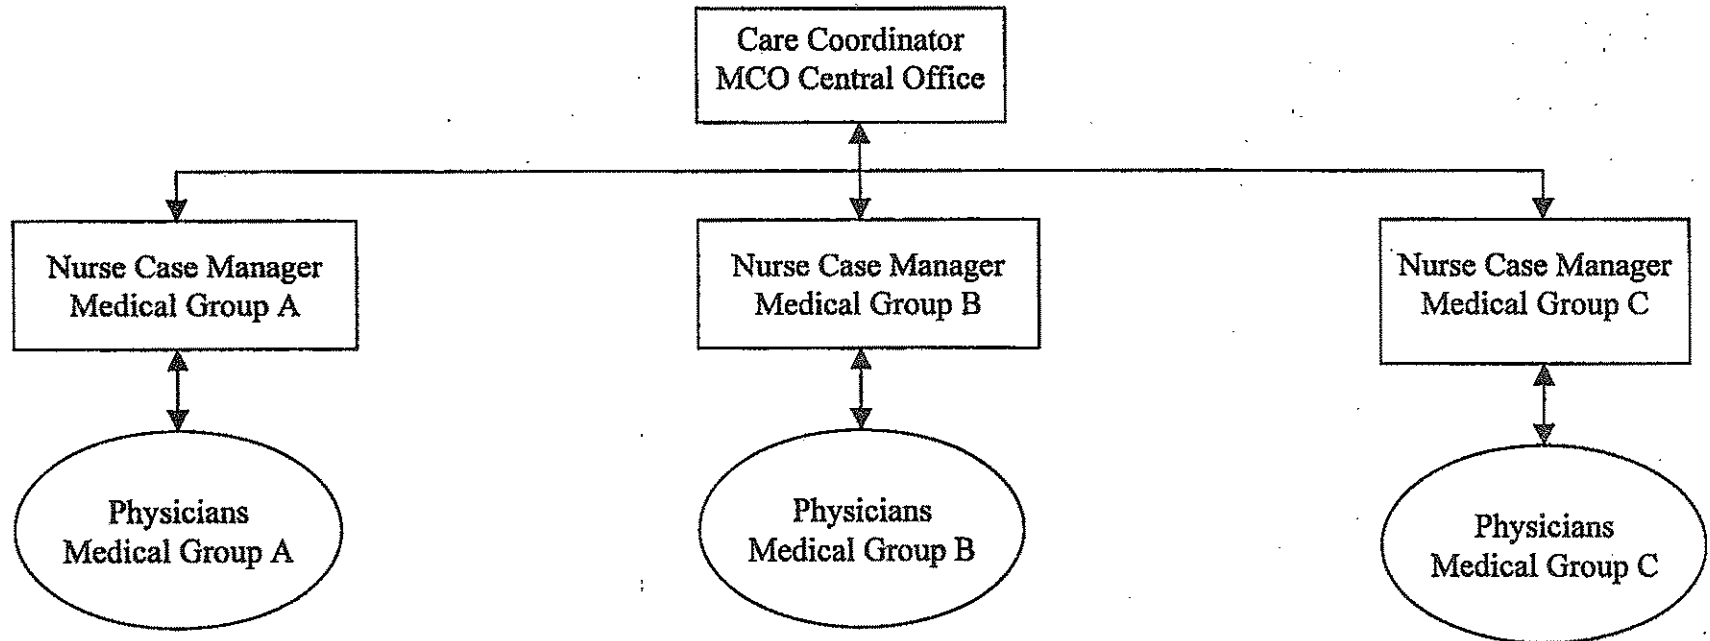 Care Coordinator
MCO Central Office
Nurse Case Manager
Medical Group A
Nurse Case Manager
Medical Group B
Nurse Case Manager
Medical Group C
Physicians
Medical Group A
Physicians
Medical Group B
Physicians
Medical Group C